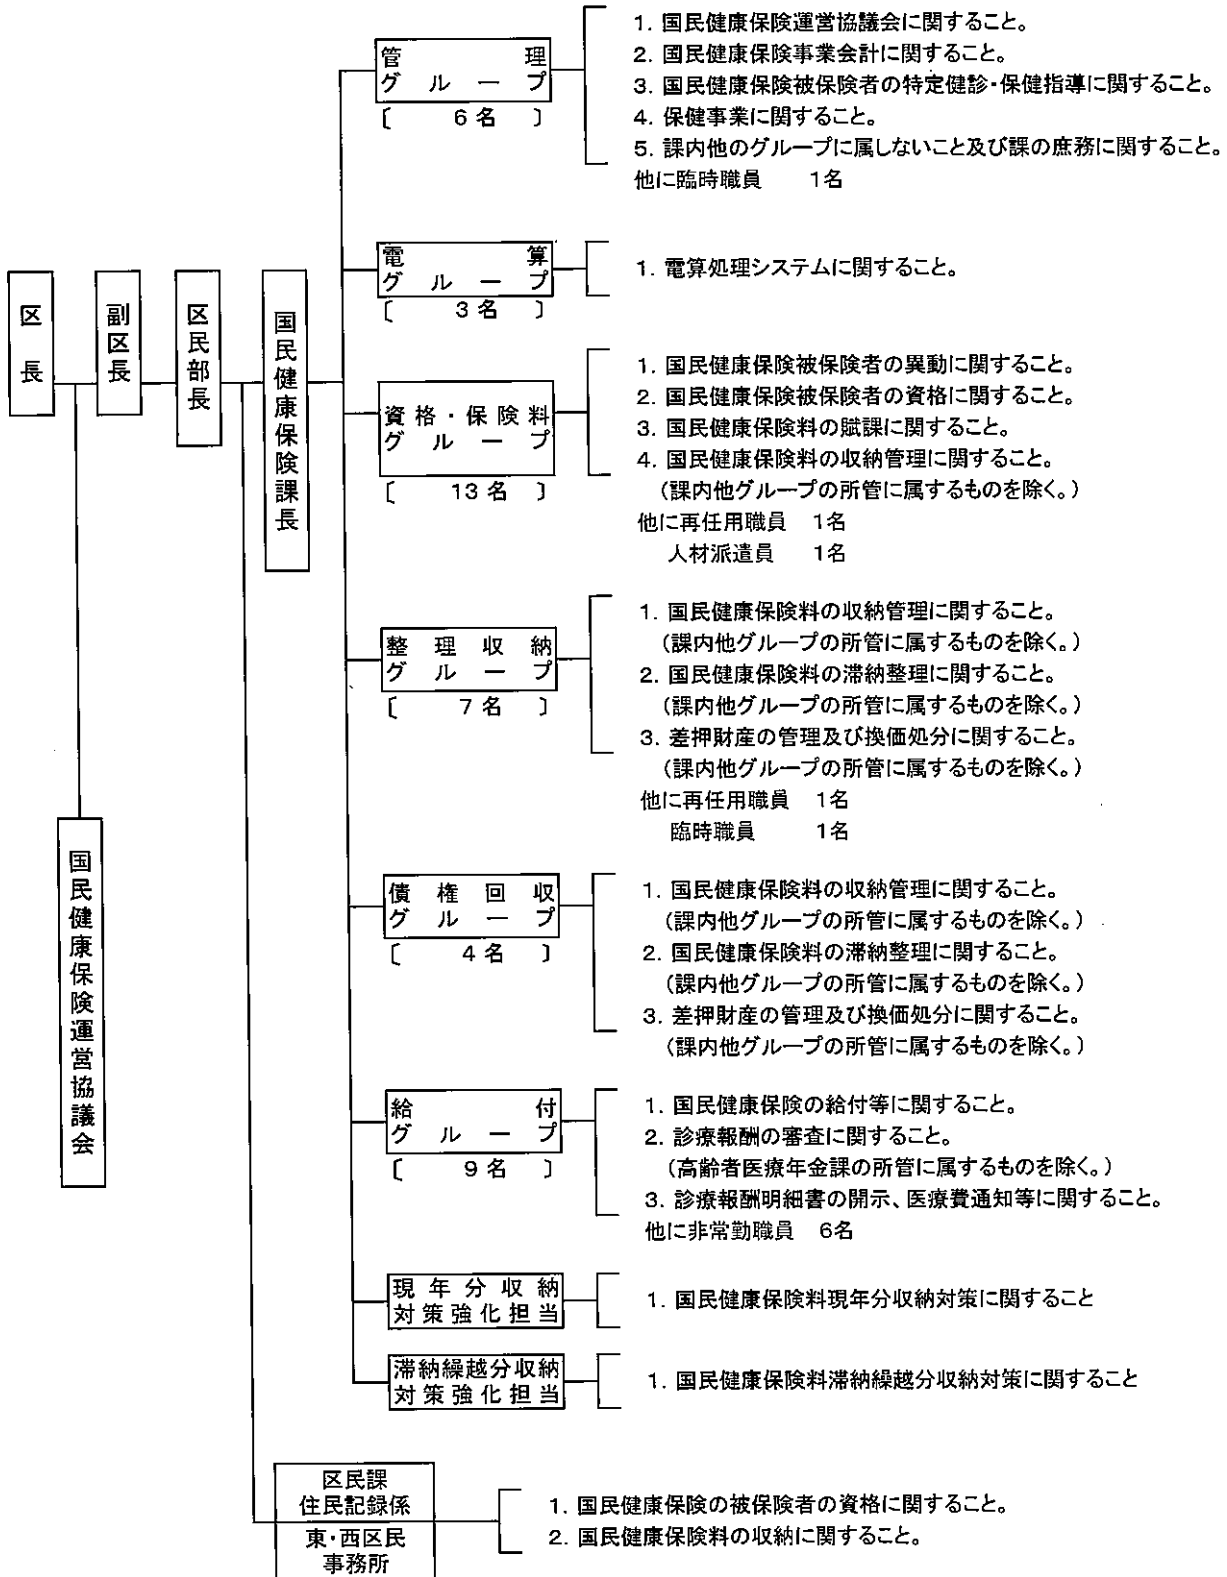 区長
副区長
区民部長
国民健康保険課長
国民健康保険運営協議会
管理
グループ
〔 6名 〕
1. 国民健康保険運営協議会に関すること。
2. 国民健康保険事業会計に関すること。
3. 国民健康保険被保険者の特定健診・保健指導に関すること。
4. 保健事業に関すること。
5. 課内他のグループに属しないこと及び課の庶務に関すること。
他に臨時職員 1名
電算
グループ
〔 3名 〕
1. 電算処理システムに関すること。
資格・保険料
グループ
〔 13名 〕
1. 国民健康保険被保険者の異動に関すること。
2. 国民健康保険被保険者の資格に関すること。
3. 国民健康保険料の賦課に関すること。
4. 国民健康保険料の収納管理に関すること。
(課内他グループの所管に属するものを除く。)
他に再任用職員 1名
人材派遣員 1名
整理収納
グループ
〔 7名 〕
1. 国民健康保険料の収納管理に関すること。
(課内他グループの所管に属するものを除く。)
2. 国民健康保険料の滞納整理に関すること。
(課内他グループの所管に属するものを除く。)
3. 差押財産の管理及び換価処分に関すること。
(課内他グループの所管に属するものを除く。)
他に再任用職員 1名
臨時職員 1名
債権回収
グループ
〔 4名 〕
1. 国民健康保険料の収納管理に関すること。
(課内他グループの所管に属するものを除く。)
2. 国民健康保険料の滞納整理に関すること。
(課内他グループの所管に属するものを除く。)
3. 差押財産の管理及び換価処分に関すること。
(課内他グループの所管に属するものを除く。)
給付
グループ
〔 9名 〕
1. 国民健康保険の給付等に関すること。
2. 診療報酬の審査に関すること。
(高齢者医療年金課の所管に属するものを除く。)
3. 診療報酬明細書の開示、医療費通知等に関すること。
他に非常勤職員 6名
現年分収納
対策強化担当
1. 国民健康保険料現年分収納対策に関すること
滞納繰越分収納
対策強化担当
1. 国民健康保険料滞納繰越分収納対策に関すること
区民課
住民記録係
東・西区民
事務所
1. 国民健康保険の被保険者の資格に関すること。
2. 国民健康保険料の収納に関すること。